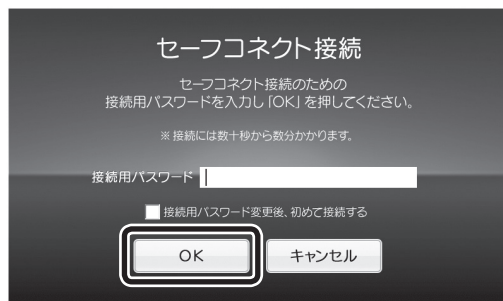 セーフコネクト接続
セーフコネクト接続のための
接続用パスワードを入力し「OK」を押してください。
※接続には数十秒から数分かかります。
接続用パスワード
接続用パスワード変更後、初めて接続する
OK キャンセル